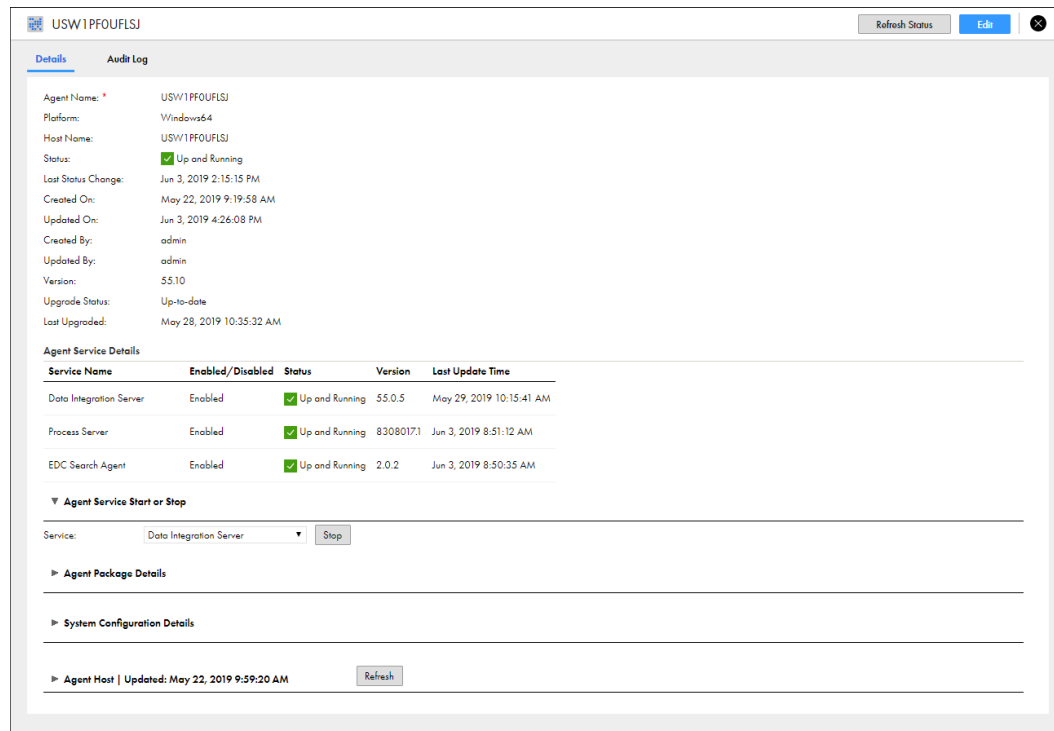 USW1PF0UFLSJ
Refresh Status
Edit
Details
Audit Log
Agent Name: * USW1PF0UFLSJ
Platform: Windows64
Host Name: USW1PF0UFLSJ
Status: Up and Running
Last Status Change: Jun 3, 2019 2:15:15 PM
Created On: May 22, 2019 9:19:58 AM
Updated On: Jun 3, 2019 4:26:08 PM
Created By: admin
Updated By: admin
Version: 55.10
Upgrade Status: Up-to-date
Last Upgraded: May 28, 2019 10:35:32 AM
Agent Service Details
Service Name Enabled/Disabled Status Version Last Update Time
Data Integration Server Enabled Up and Running 55.0.5 May 29, 2019 10:15:41 AM
Process Server Enabled Up and Running 8308017.1 Jun 3, 2019 8:51:12 AM
EDC Search Agent Enabled Up and Running 2.0.2 Jun 3, 2019 8:50:35 AM
Agent Service Start or Stop
Service: Data Integration Server Stop
Agent Package Details
System Configuration Details
Agent Host | Updated: May 22, 2019 9:59:20 AM Refresh